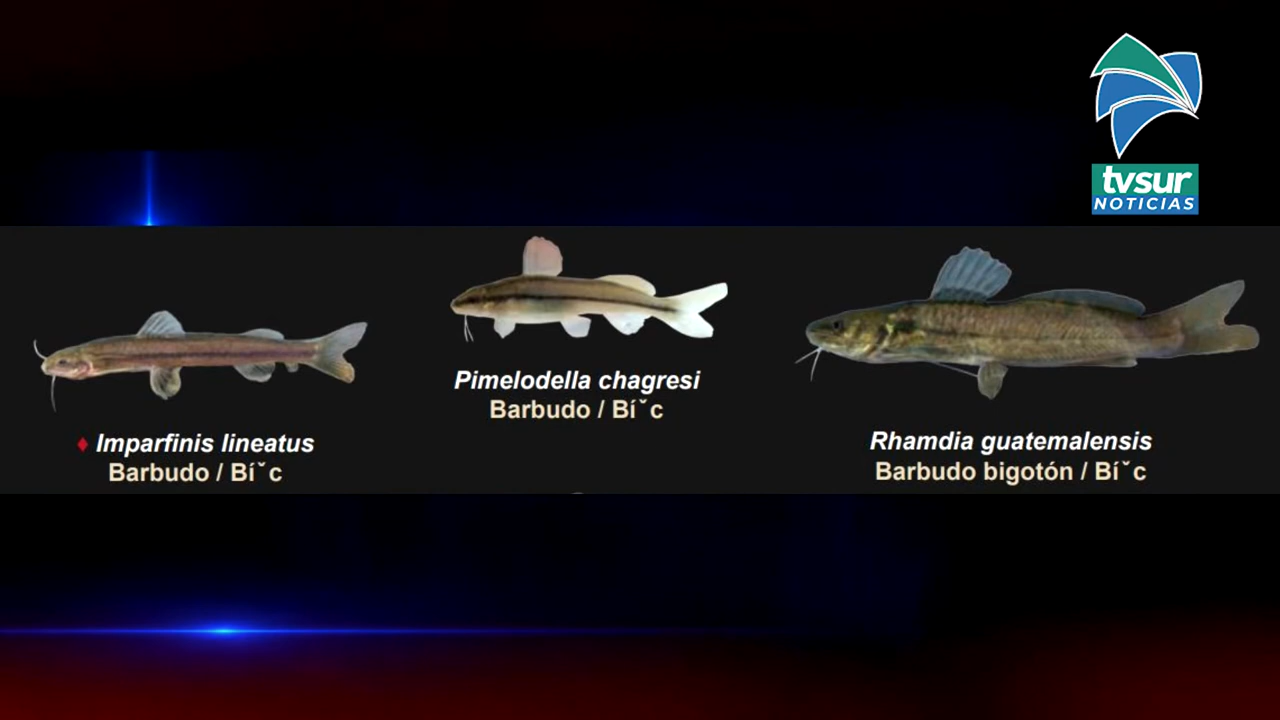 tvsur
NOTICIAS
Pimelodella chagresi
Barbudo / Bíˇc
Imparfinis lineatus
Barbudo / Bíˇc
Rhamdia guatemalensis
Barbudo bigotón / Bíˇc